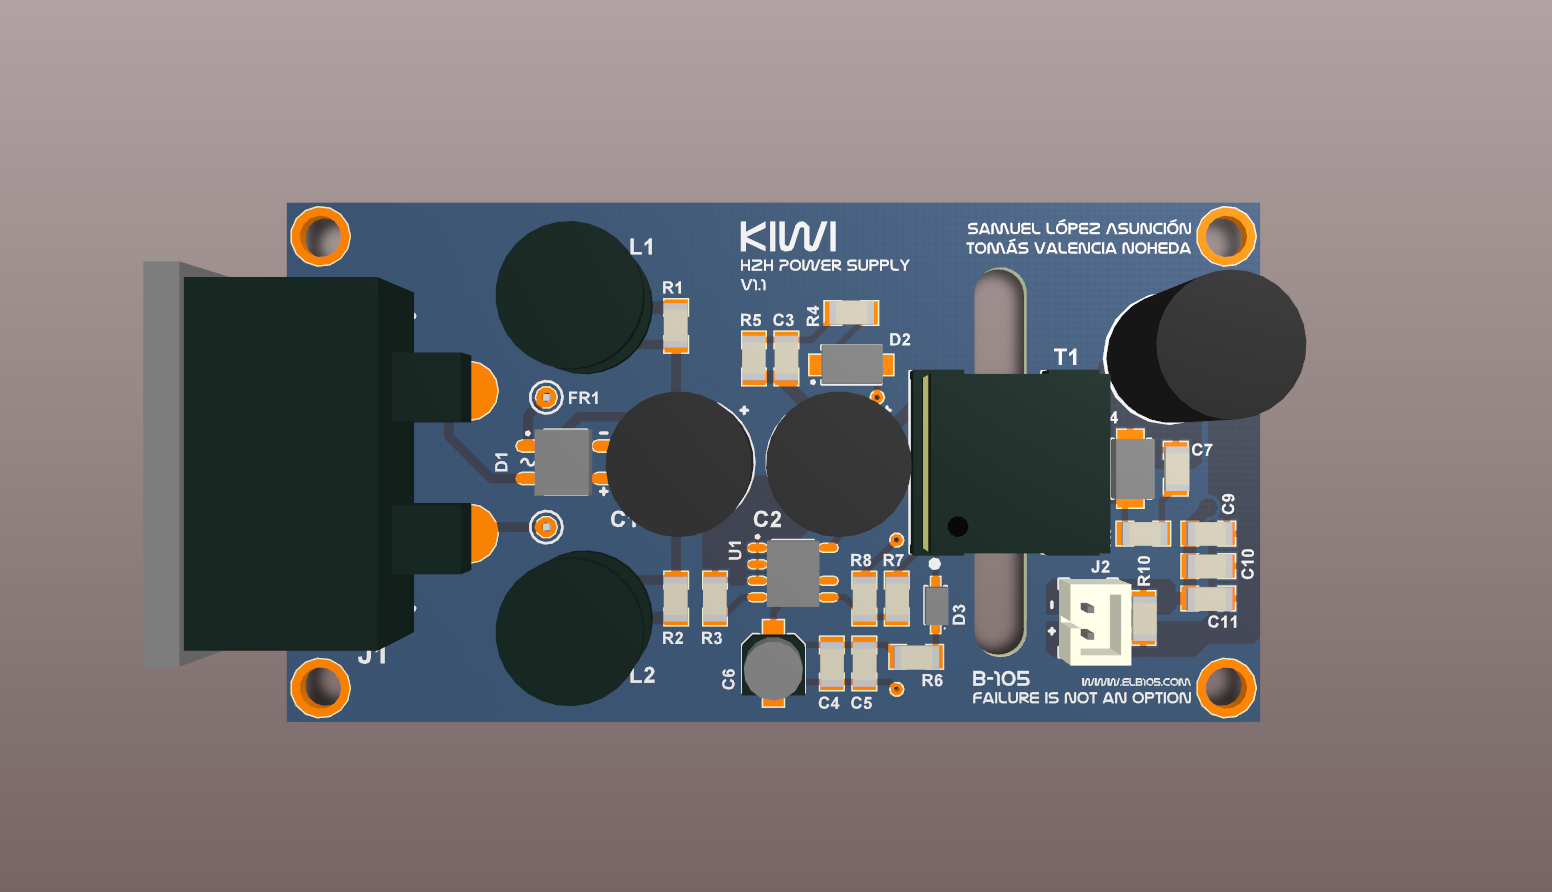 KIWI
H2H POWER SUPPLY
V1.1
SAMUEL LÓPEZ ASUNCIÓN
TOMÁS VALENCIA NOHEDA
L1
R1
R5
C3
R4
D2
T1
FR1
+
4
D1
-
+
C7
C1
C2
C9
U1
R8
R7
C10
J2
R10
-
+
D3
C11
R2
R3
J1
L2
C6
C4
C5
R6
B-105
WWW.ELB105.COM
FAILURE IS NOT AN OPTION